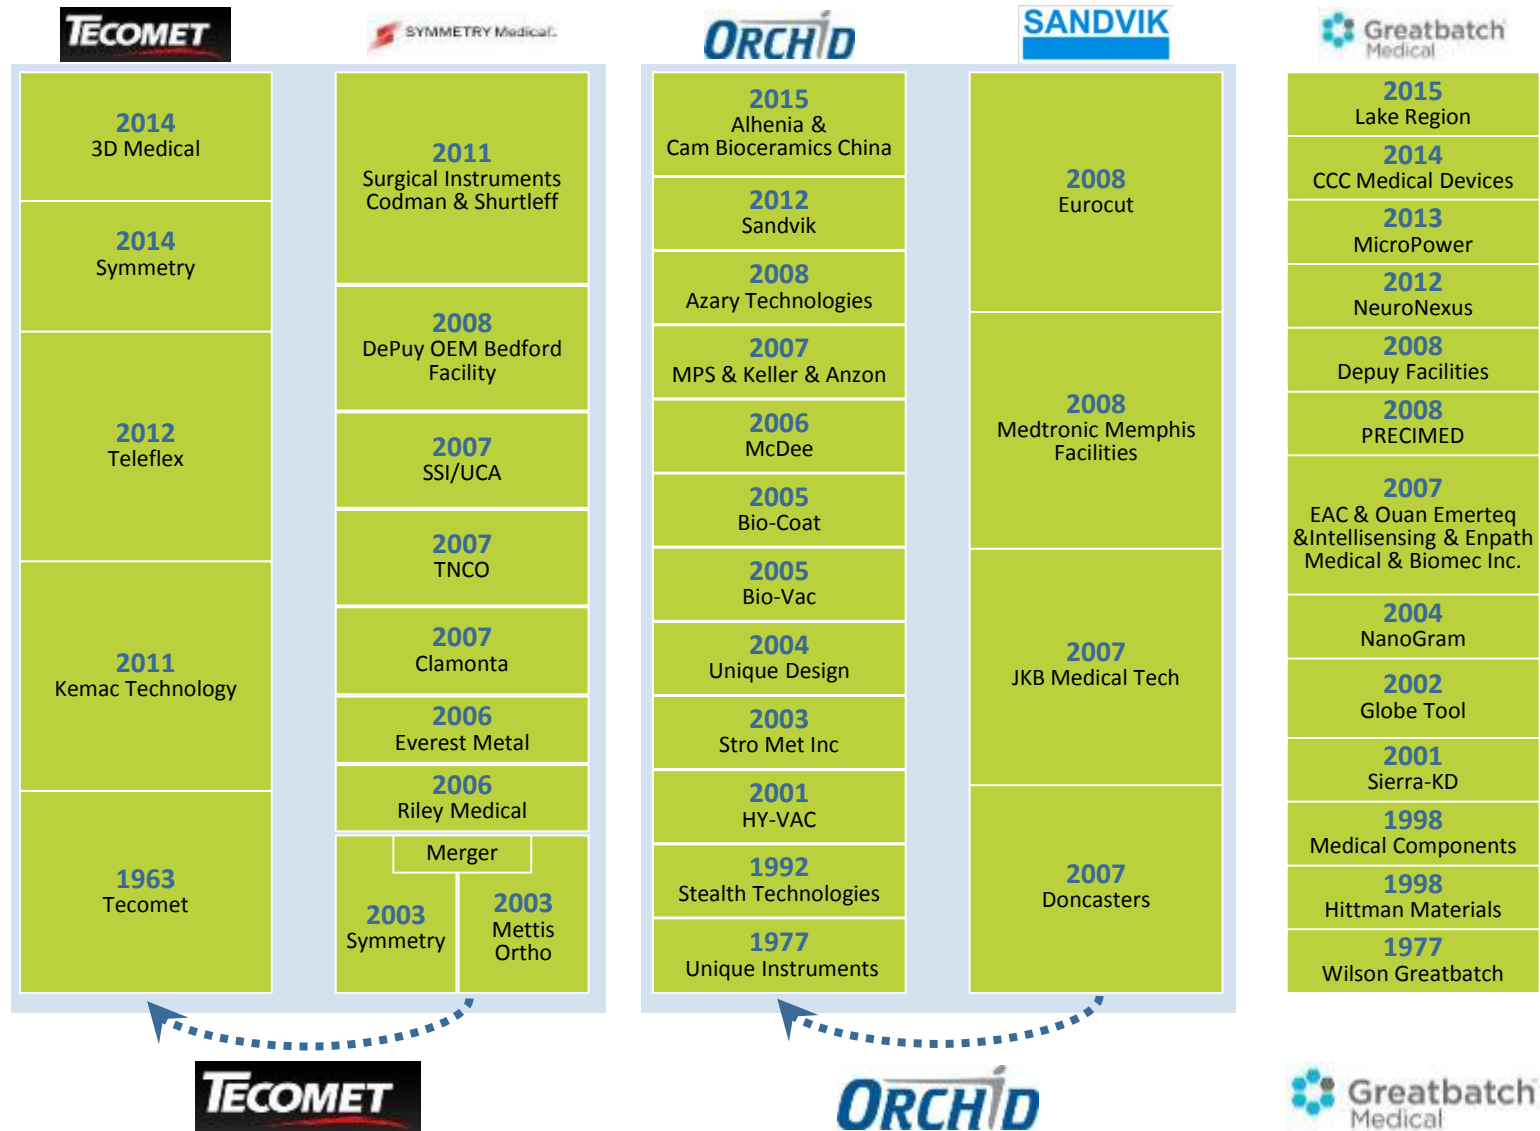 TECOMET
SYMMETRY Medical.
ORCHID
SANDVIK
Greatbatch
Medical
2014
3D Medical
2014
Symmetry
2012
Teleflex
2011
Kemac Technology
1963
Tecomet
2011
Surgical Instruments
Codman & Shurtleff
2008
DePuy OEM Bedford
Facility
2007
SSI/UCA
2007
TNCO
2007
Clamonta
2006
Everest Metal
2006
Riley Medical
Merger
2003
Symmetry
2003
Mettis
Ortho
2015
Alhenia &
Cam Bioceramics China
2012
Sandvik
2008
Azary Technologies
2007
MPS & Keller & Anzon
2006
McDee
2005
Bio-Coat
2005
Bio-Vac
2004
Unique Design
2003
Stro Met Inc
2001
HY-VAC
1992
Stealth Technologies
1977
Unique Instruments
2008
Eurocut
2008
Medtronic Memphis
Facilities
2007
JKB Medical Tech
2007
Doncasters
2015
Lake Region
2014
CCC Medical Devices
2013
MicroPower
2012
NeuroNexus
2008
Depuy Facilities
2008
PRECIMED
2007
EAC & Ouan Emerteq
&Intellisensing & Enpath
Medical & Biomec Inc.
2004
NanoGram
2002
Globe Tool
2001
Sierra-KD
1998
Medical Components
1998
Hittman Materials
1977
Wilson Greatbatch
TECOMET
ORCHID
Greatbatch
Medical